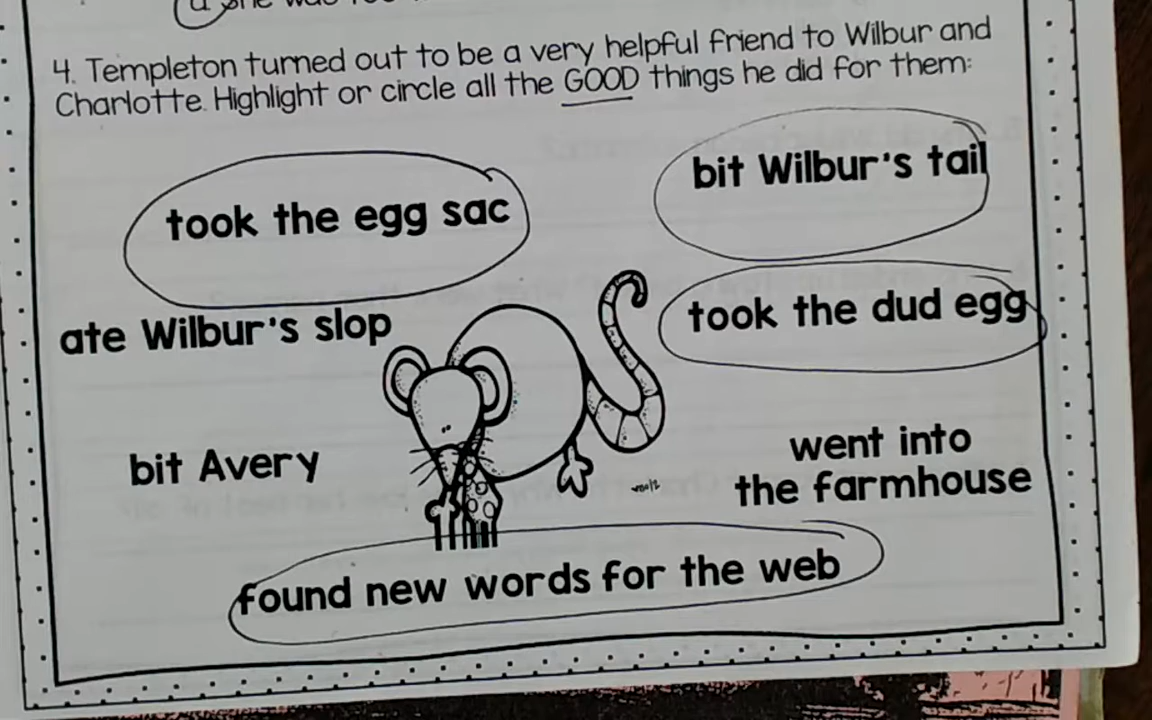 4. Templeton turned out to be a very helpful friend to Wilbur and
Charlotte. Highlight or circle all the GOOD things he did for them:
bit Wilbur's tail
took the egg sac
took the dud egg
ate Wilbur's slop
went into
the farmhouse
bit Avery
found new words for the web